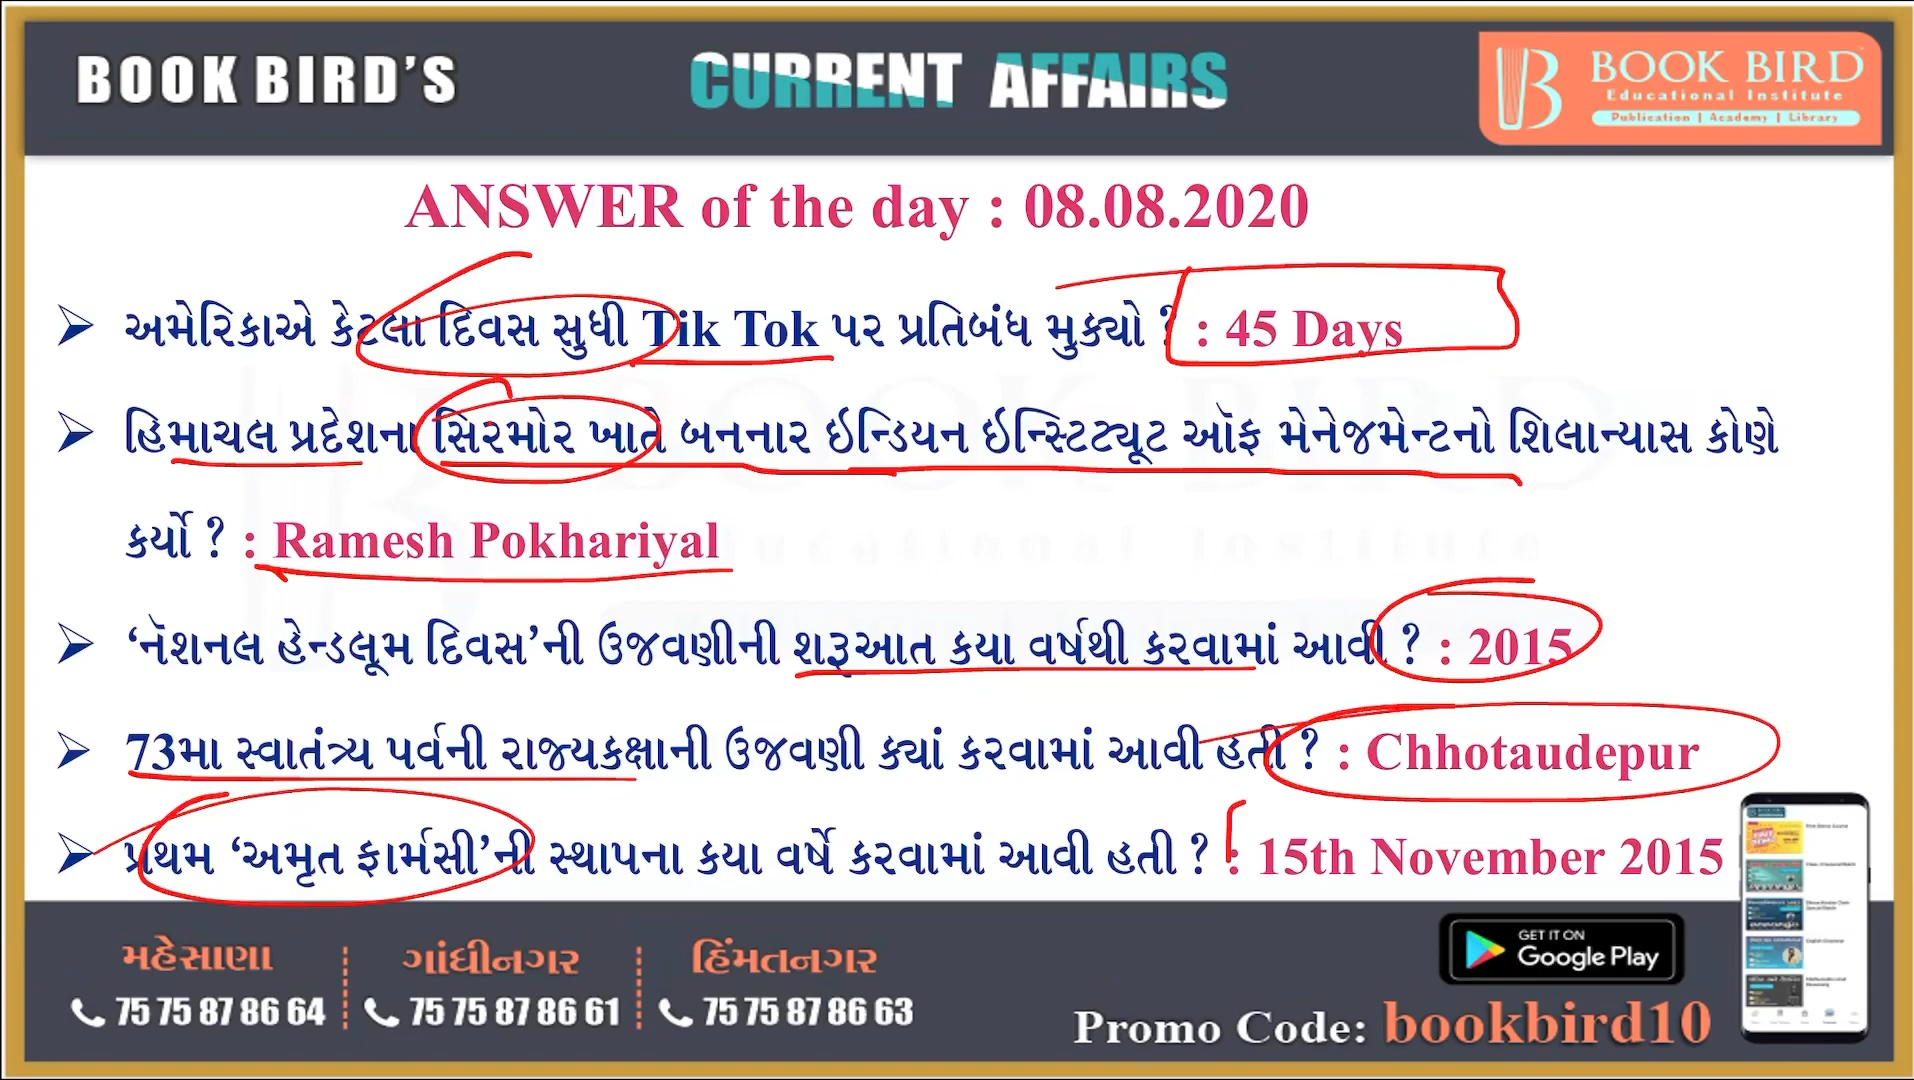 BOOK BIRD'S
CURRENT AFFAIRS
BOOK BIRD
Educational Institute
Publication | Academy | Library
ANSWER of the day : 08.08.2020
અમેરિકાએ કેટલા દિવસ સુધી Tik Tok પર પ્રતિબંધ મુક્યો ? : 45 Days
હિમાચલ પ્રદેશના સિરમોર ખાતે બનનાર ઇન્ડિયન ઇન્સ્ટિટ્યૂટ ઑફ મેનેજમેન્ટનો શિલાન્યાસ કોણે
કર્યો ? : Ramesh Pokhariyal
‘નૅશનલ હેન્ડલૂમ દિવસ’ની ઉજવણીની શરૂઆત કયા વર્ષથી કરવામાં આવી ? : 2015
73મા સ્વાતંત્ર્ય પર્વની રાજ્યકક્ષાની ઉજવણી ક્યાં કરવામાં આવી હતી ? : Chhotaudepur
પ્રથમ ‘અમૃત ફાર્મસી’ની સ્થાપના કયા વર્ષે કરવામાં આવી હતી ? : 15th November 2015
મહેસાણા
75 75 87 86 64
ગાંધીનગર
75 75 87 86 61
હિંમતનગર
75 75 87 86 63
GET IT ON
Google Play
Promo Code: bookbird10